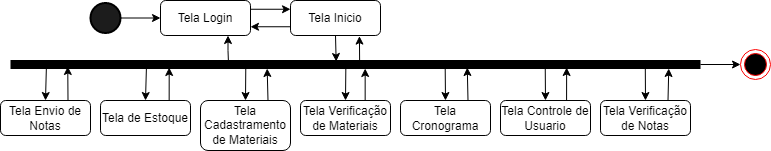 Tela Login
Tela Inicio
Tela Envio de
Notas
Tela de Estoque
Tela
Cadastramento
de Materiais
Tela Verificação
de Materiais
Tela
Cronograma
Tela Controle de
Usuario
Tela Verificação
de Notas